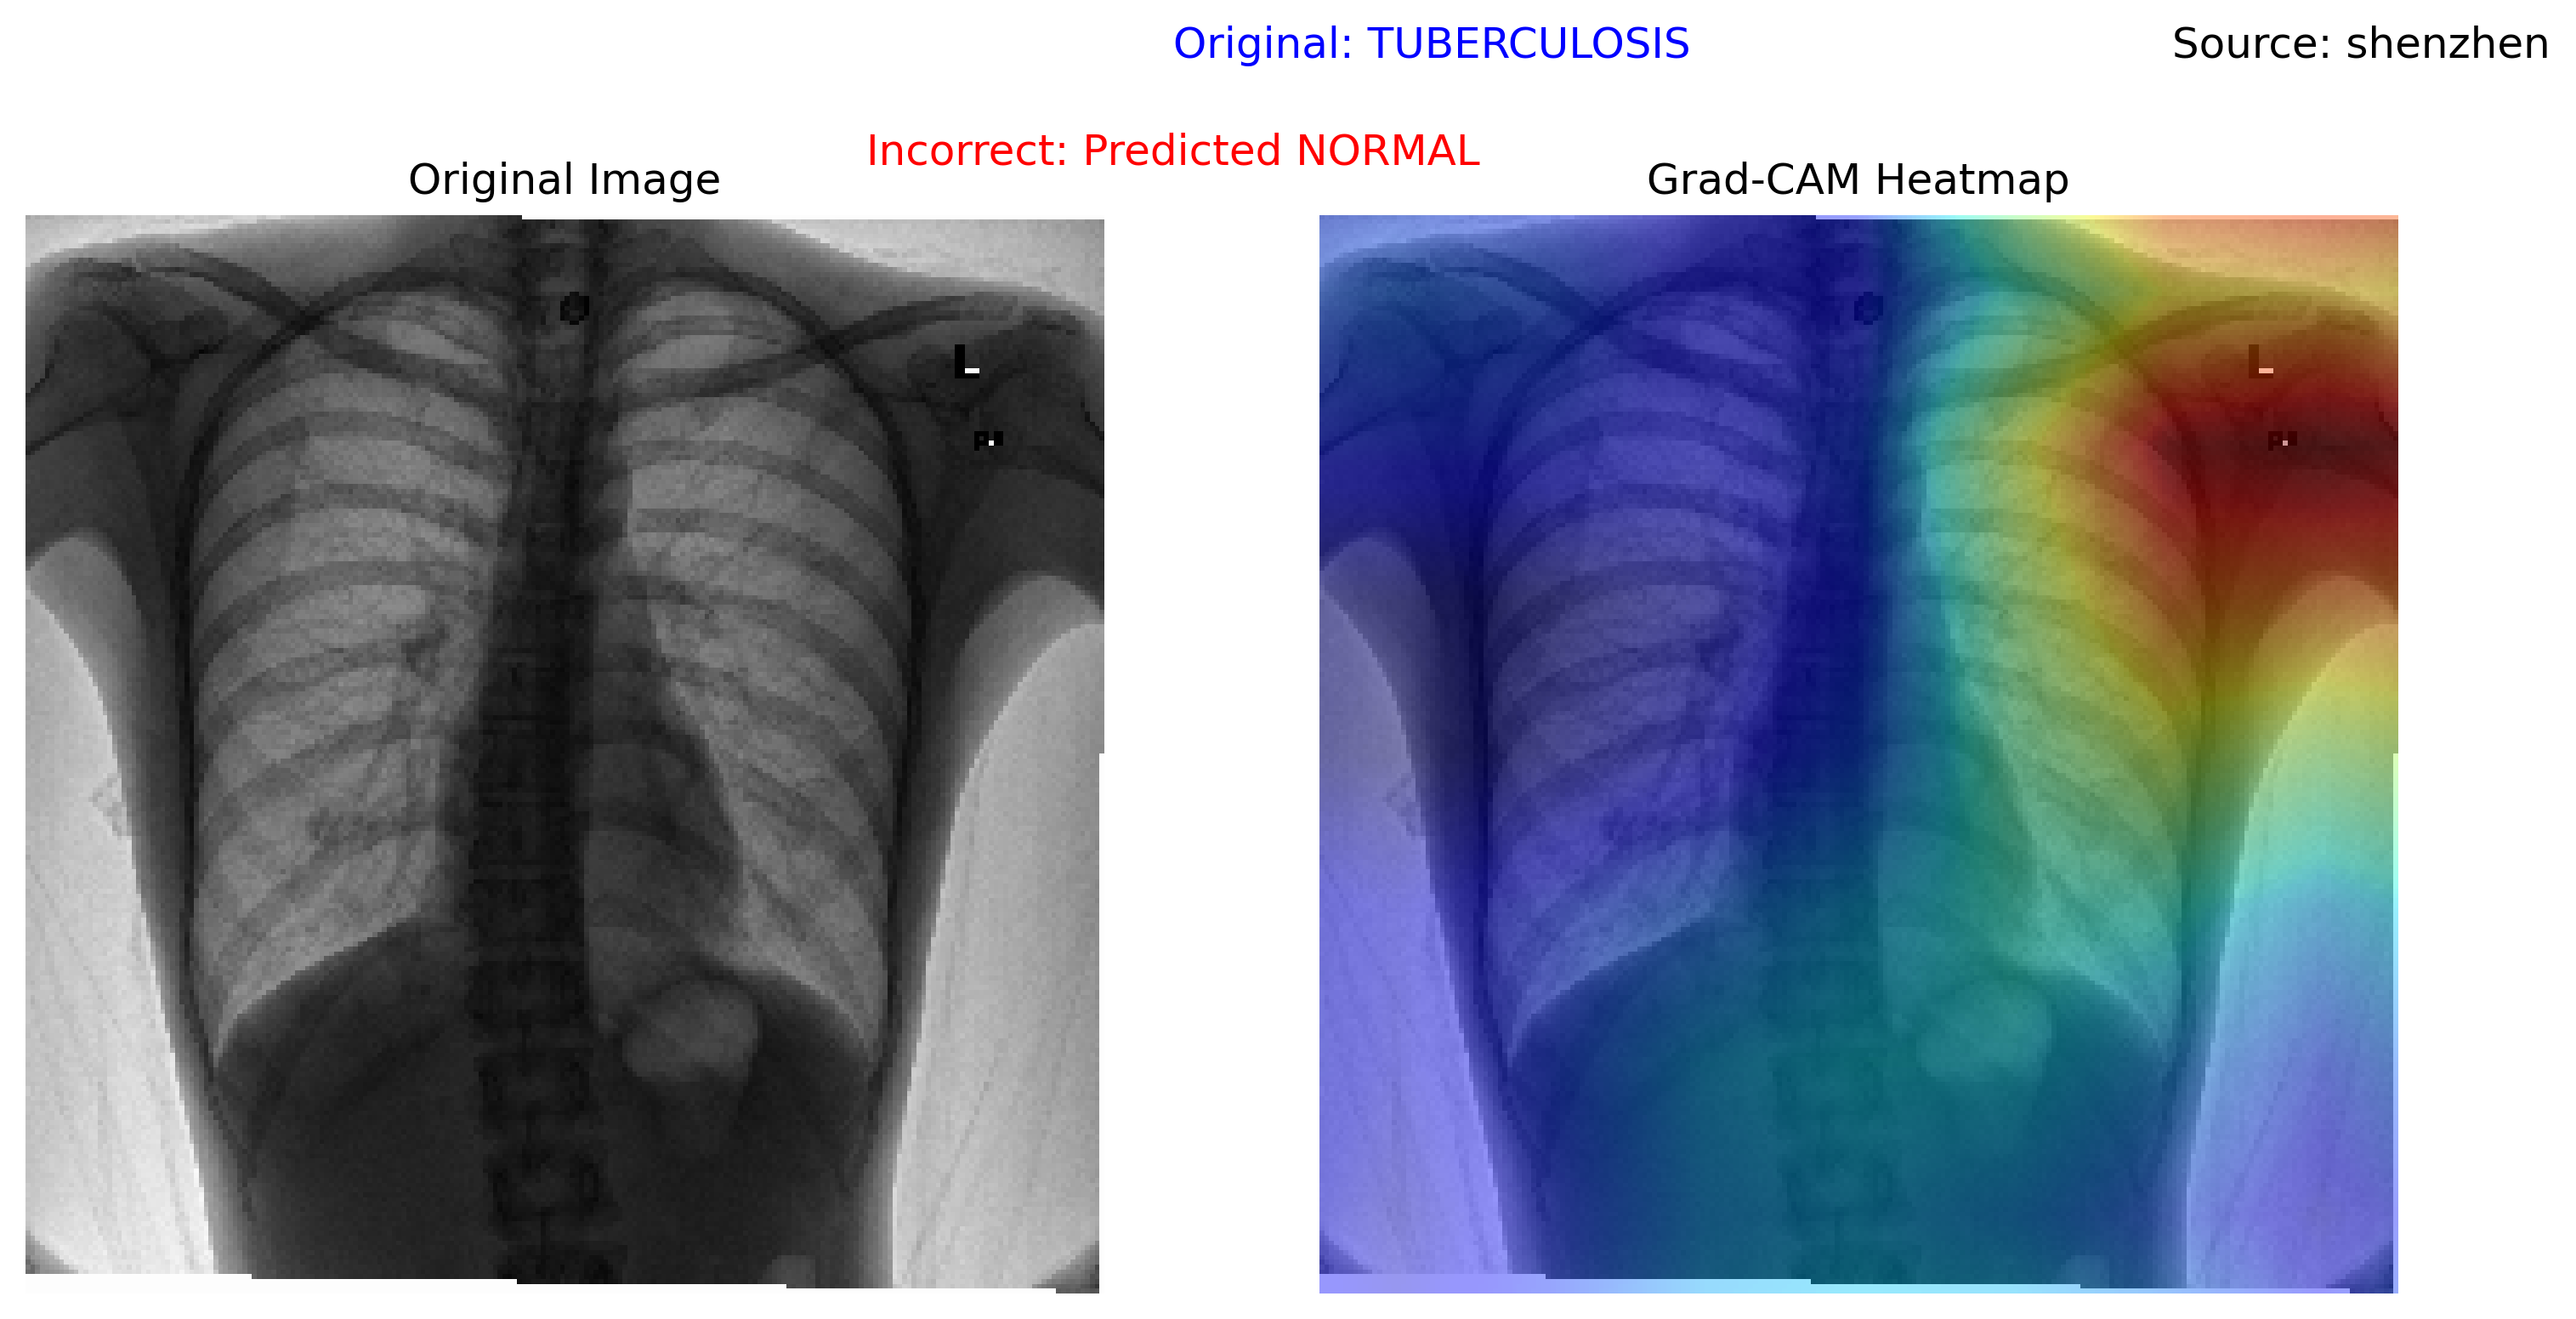 Original: TUBERCULOSIS
Source: shenzhen
Incorrect: Predicted NORMAL
Original Image
Grad-CAM Heatmap
L
L